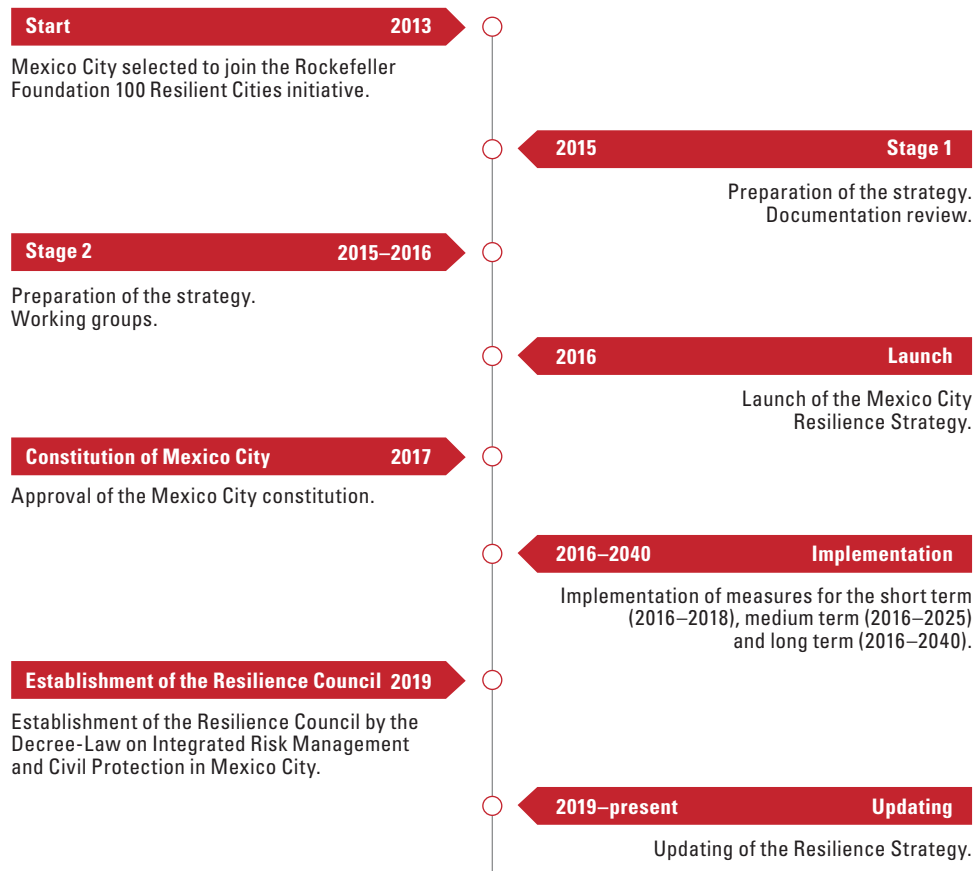 Start 2013
Mexico City selected to join the Rockefeller
Foundation 100 Resilient Cities initiative.
2015 Stage 1
Preparation of the strategy.
Documentation review.
Stage 2 2015–2016
Preparation of the strategy.
Working groups.
2016 Launch
Launch of the Mexico City
Resilience Strategy.
Constitution of Mexico City 2017
Approval of the Mexico City constitution.
2016–2040 Implementation
Implementation of measures for the short term
(2016–2018), medium term (2016–2025)
and long term (2016–2040).
Establishment of the Resilience Council 2019
Establishment of the Resilience Council by the
Decree-Law on Integrated Risk Management
and Civil Protection in Mexico City.
2019–present Updating
Updating of the Resilience Strategy.